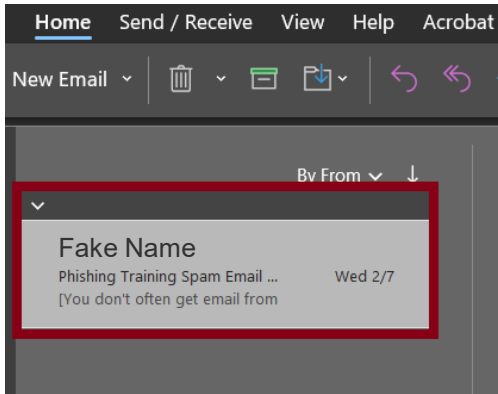 Home Send / Receive View Help Acrobat
New Email
By From
Fake Name
Phishing Training Spam Email ... Wed 2/7
[You don't often get email from